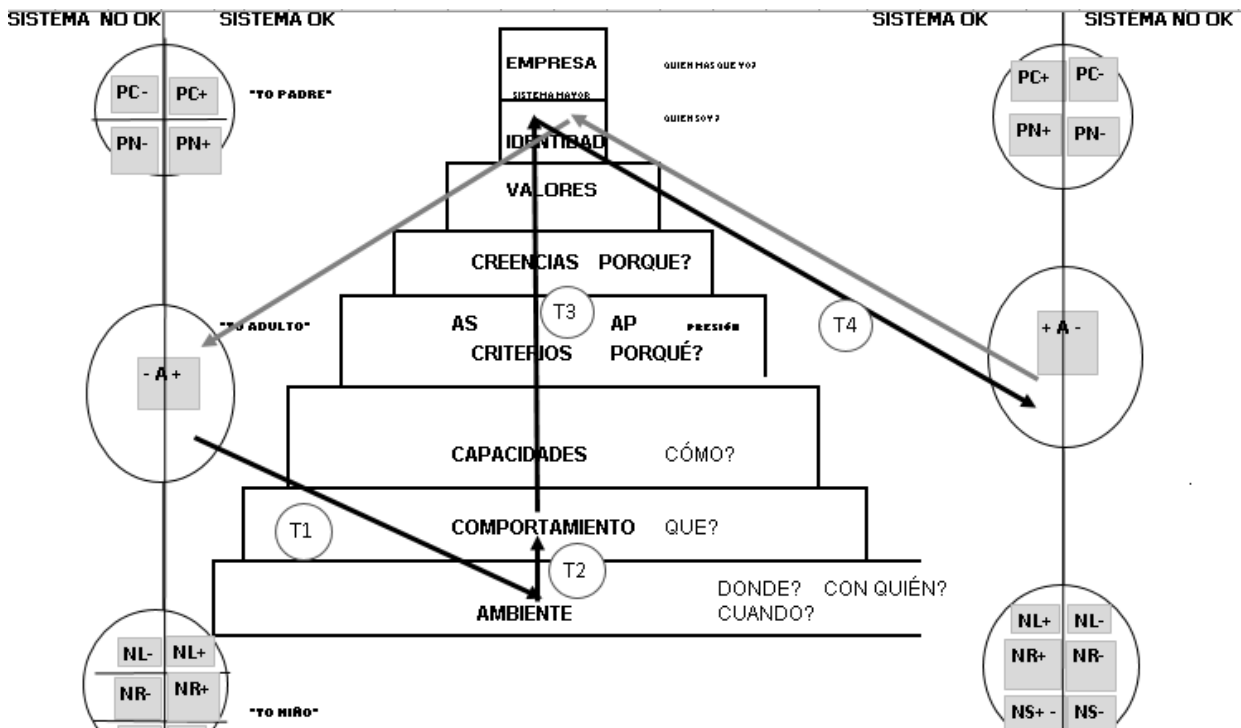 SISTEMA NO OK
SISTEMA OK
SISTEMA OK
SISTEMA NO OK
PC- PC+
"TO PADRE"
EMPRESA
QUIEN MAS QUE YO?
PC+ PC-
SISTEMA MAYOR
QUIEN SOY?
PN- PN+
IDENTIDAD
PN+ PN-
VALORES
CREENCIAS PORQUE?
"TO ADULTO"
AS AP PRESIÓN
T3
T4
+ A -
CRITERIOS PORQUÉ?
- A +
CAPACIDADES CÓMO?
T1
COMPORTAMIENTO QUE?
T2
DONDE? CON QUIÉN?
AMBIENTE CUANDO?
NL- NL+
NL+ NL-
NR- NR+
NR+ NR-
"TO NIÑO"
NS+ - NS-